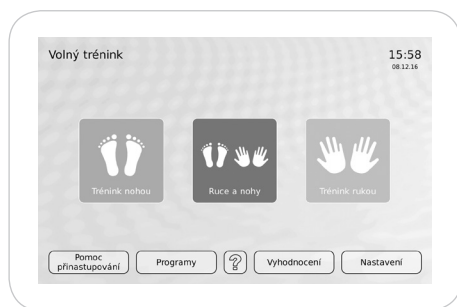 Volný trénink
15:58
08.12.16
Trénink nohou
Ruce a nohy
Trénink rukou
Pomoc
přinastupování
Programy
?
Vyhodnocení
Nastavení